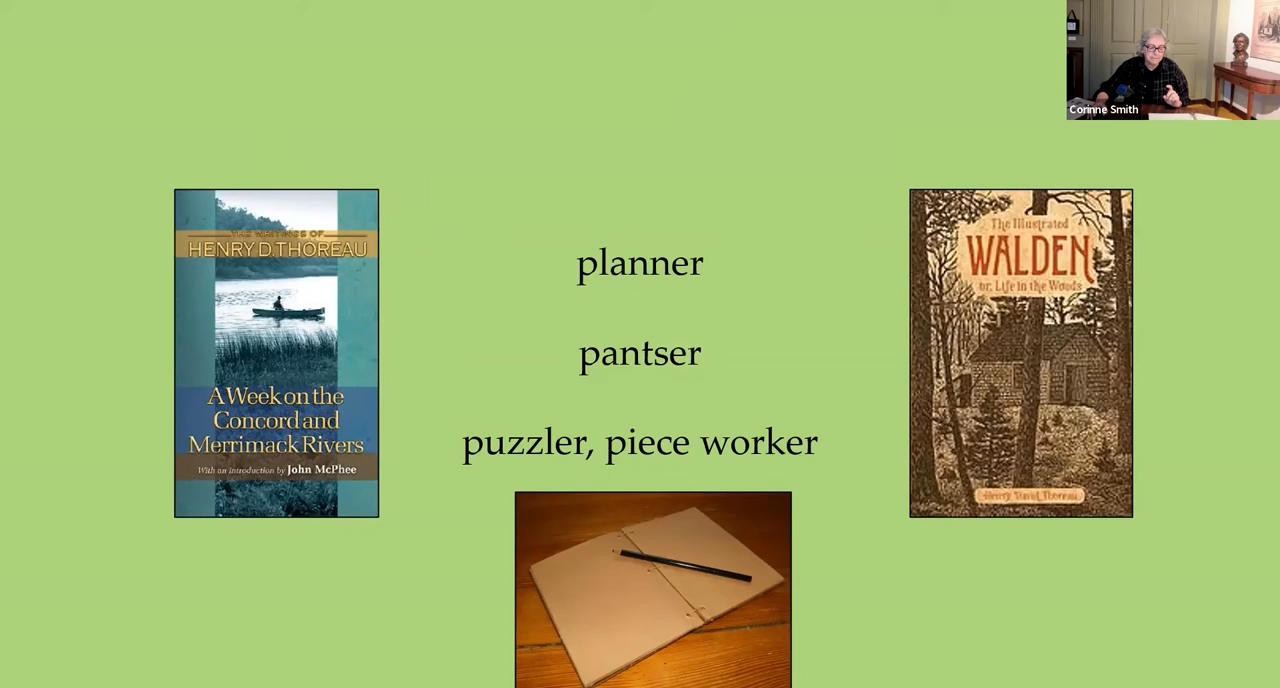 Corinne Smith
THE WRITINGS OF
HENRY D. THOREAU
A Week on the
Concord and
Merrimack Rivers
With an introduction by John McPhee
planner
pantser
puzzler, piece worker
The Illustrated
WALDEN
or, Life in the Woods
Henry David Thoreau